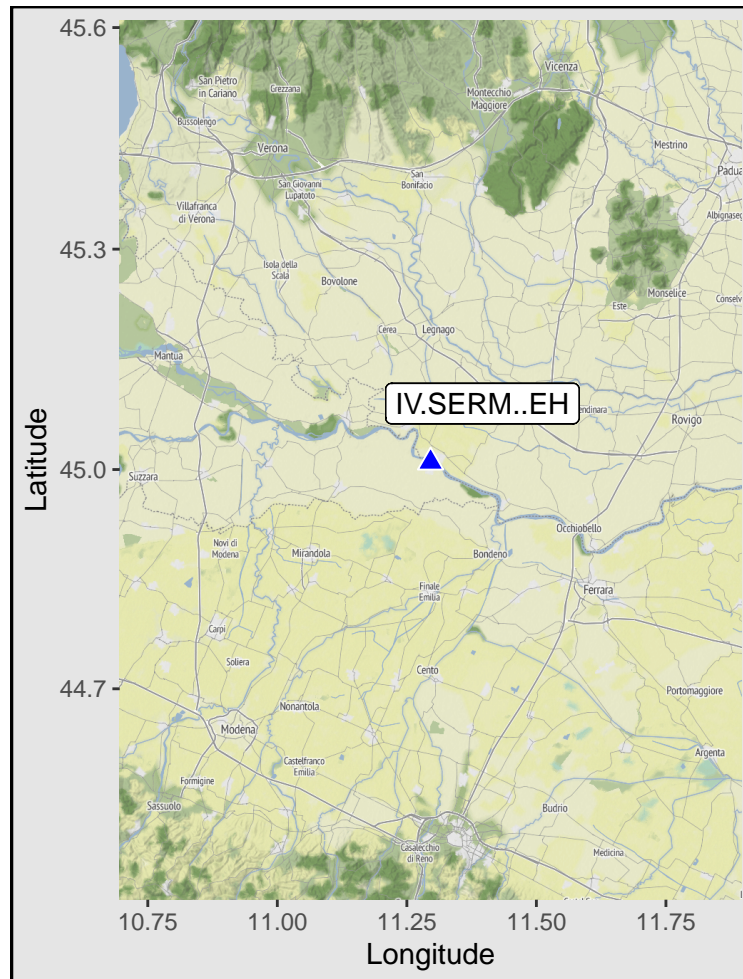 45.6
Vicenza
San Pietro
in Cariano
Grezzana
Montecchio
Maggiore
Bussolengo
Verona
Mestrino
San
Bonifacio
Padua
San Giovanni
Lupatoto
Villafranca
di Verona
Albignaseg
45.3
Isola della
Scala
Bovolone
Monselice
Conselv
Este
Cerea
Legnago
Mantua
IV.SERM..EH
endinara
Rovigo
Latitude
45.0
Suzzara
Occhiobello
Novi di
Modena
Mirandola
Bondeno
Finale
Emilia
Ferrara
Carpi
Soliera
Cento
44.7
Portomaggiore
Nonantola
Modena
Argenta
Castelfranco
Emilia
Formigine
Sassuolo
Budrio
Casalecchio
di Reno
Medicina
10.75
11.00
11.25
11.50
11.75
Longitude